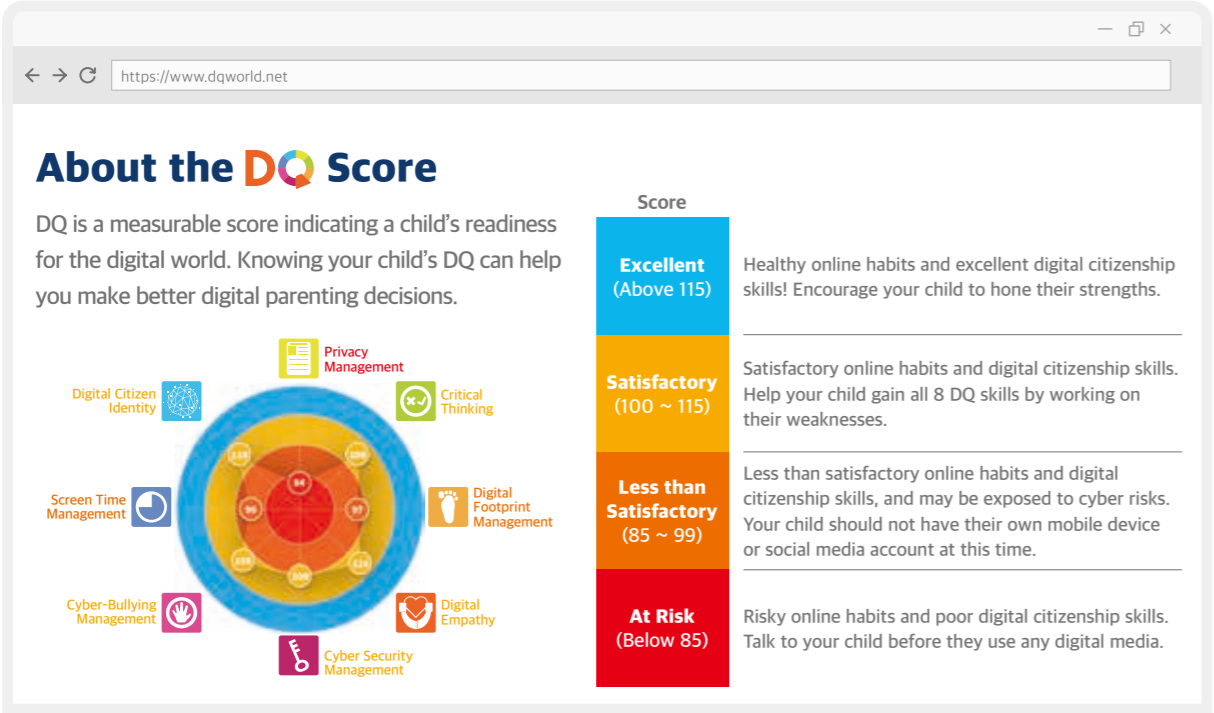 https://www.dqworld.net
About the DQ Score
DQ is a measurable score indicating a child's readiness
for the digital world. Knowing your child's DQ can help
you make better digital parenting decisions.
Privacy
Management
Critical
Thinking
Digital
Footprint
Management
Digital
Empathy
Cyber Security
Management
Cyber-Bullying
Management
Screen Time
Management
Digital Citizen
Identity
94
97
Score
Excellent
(Above 115)
Healthy online habits and excellent digital citizenship
skills! Encourage your child to hone their strengths.
Satisfactory
(100 ~ 115)
Satisfactory online habits and digital citizenship skills.
Help your child gain all 8 DQ skills by working on
their weaknesses.
Less than
Satisfactory
(85 ~ 99)
Less than satisfactory online habits and digital
citizenship skills, and may be exposed to cyber risks.
Your child should not have their own mobile device
or social media account at this time.
At Risk
(Below 85)
Risky online habits and poor digital citizenship skills.
Talk to your child before they use any digital media.